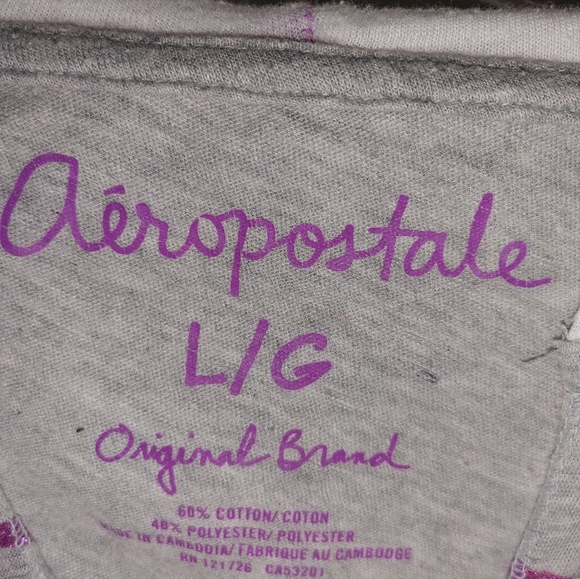 Aéropostale
L/G
Original Brand
60% COTTON/COTON
40% POLYESTER/POLYESTER
MADE IN CAMBODIA/FABRIQUE AU CAMBODGE
RN 121726 CA53201